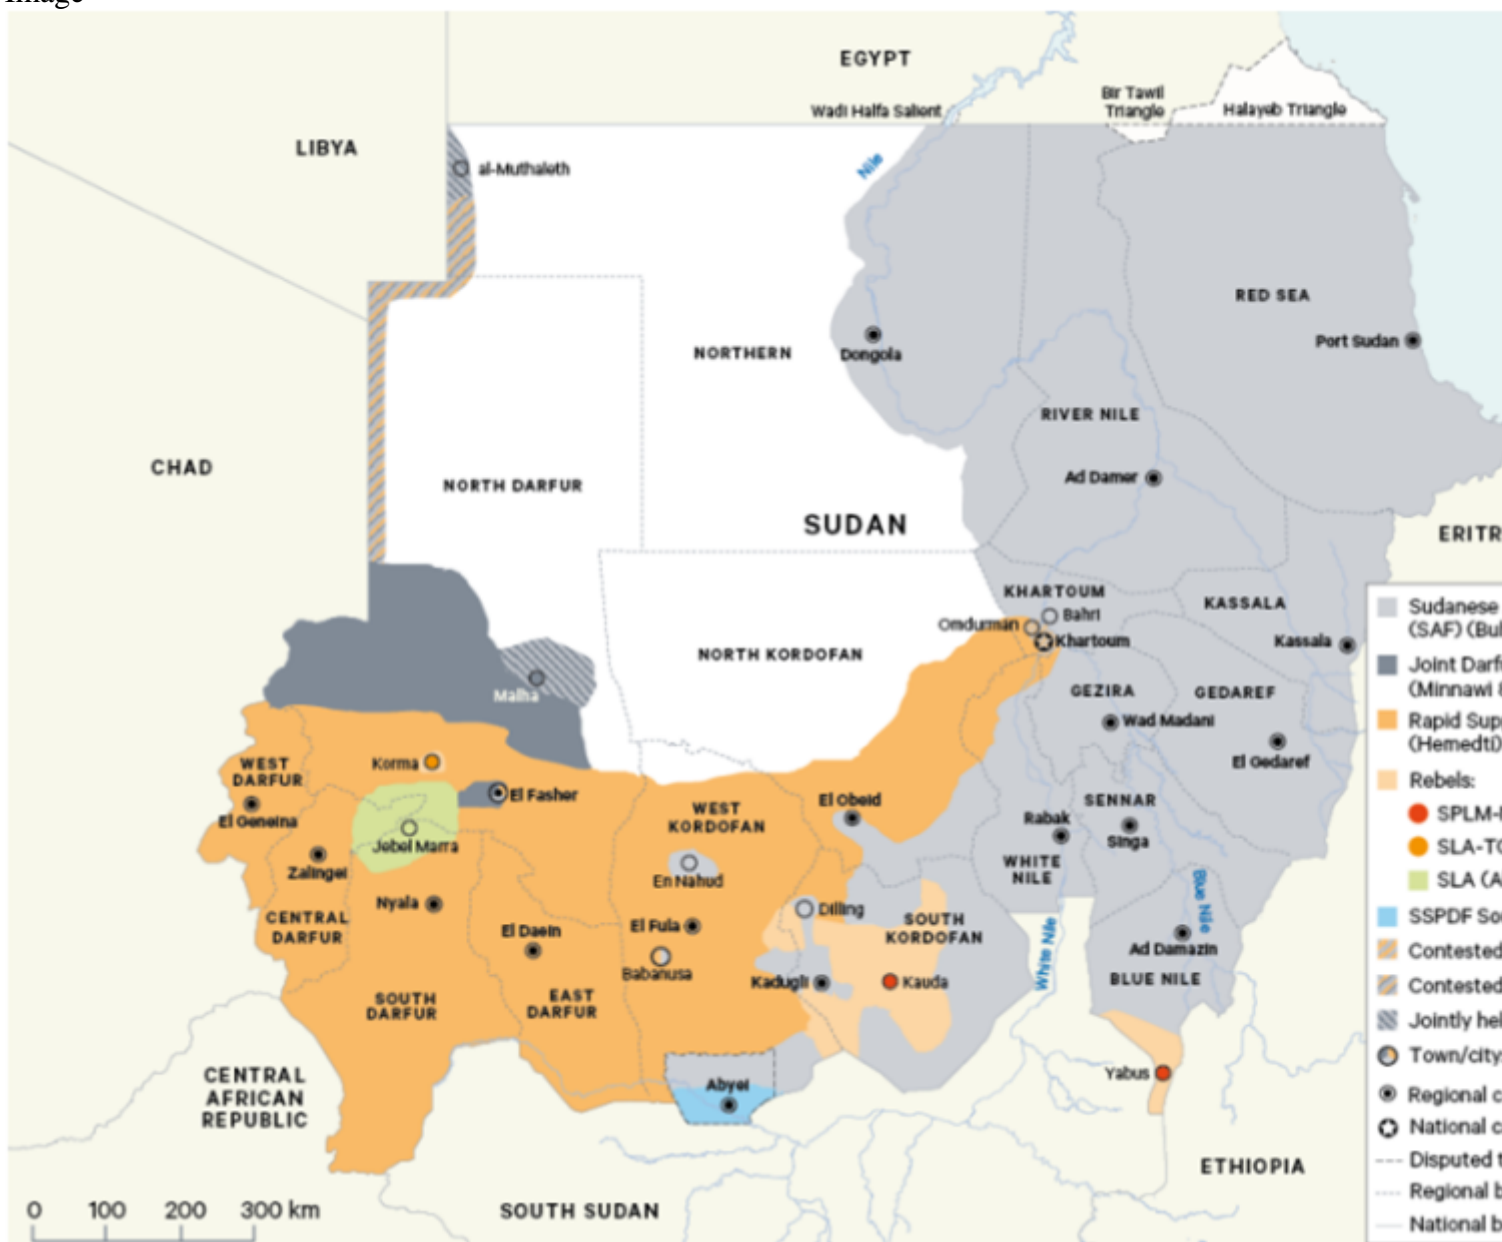 Image
EGYPT
Wadi Halfa Salient
Bir Tawil
Triangle
Halayeb Triangle
LIBYA
al-Muthaleth
Nile
RED SEA
Port Sudan
NORTHERN
Dongola
RIVER NILE
CHAD
Ad Damer
NORTH DARFUR
SUDAN
ERITR
KHARTOUM
Bahri
Omdurman
Khartoum
KASSALA
Kassala
NORTH KORDOFAN
Malha
GEZIRA
GEDAREF
Wad Madani
El Gedaref
Korma
WEST
DARFUR
El Geneina
El Fasher
WEST
KORDOFAN
El Obeid
SENNAR
Rabak
Singa
Jebel Marra
Zalingei
En Nahud
WHITE
NILE
Blue Nile
Nyala
CENTRAL
DARFUR
El Daein
El Fula
Dilling
SOUTH
KORDOFAN
Babanusa
Kadugli
Kauda
White Nile
Ad Damazin
BLUE NILE
SOUTH
DARFUR
EAST
DARFUR
Abyei
Yabus
CENTRAL
AFRICAN
REPUBLIC
ETHIOPIA
SOUTH SUDAN
0 100 200 300 km
Sudanese
(SAF) (Bu
Joint Darf
(Minnawi
Rapid Supp
(Hemedti)
Rebels:
SPLM-
SLA-TC
SLA (A
SSPDF So
Contested
Contested
Jointly hel
Town/city
Regional c
National c
Disputed t
Regional b
National b